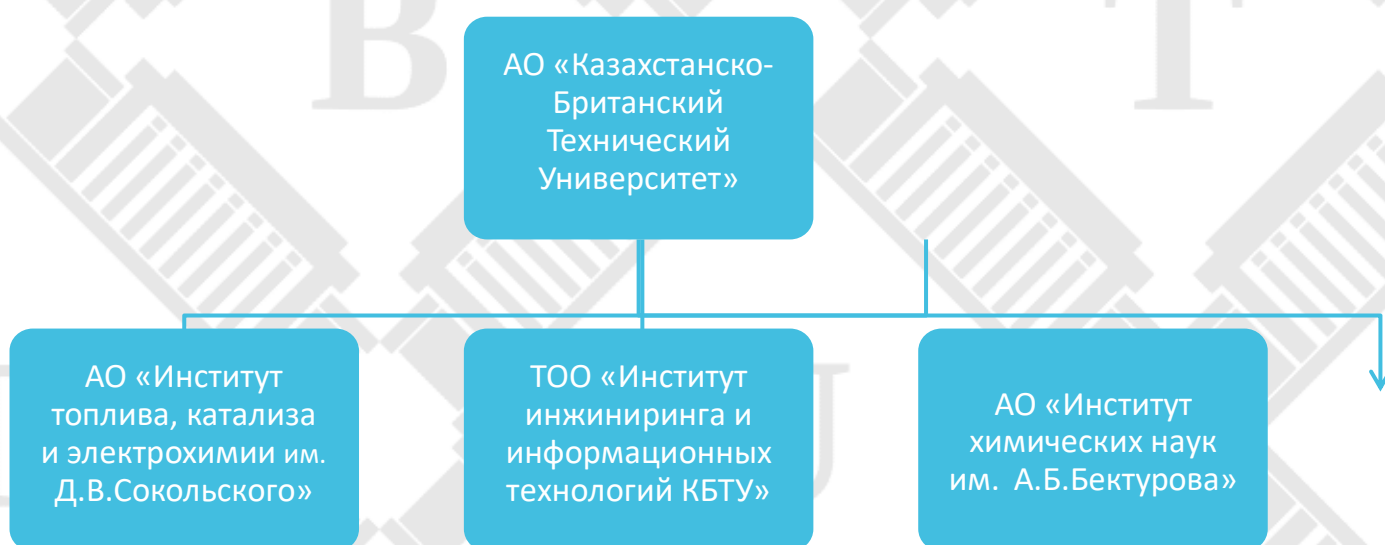 В Т
АО «Казахстанско-
Британский
Технический
Университет»
АО «Институт
топлива, катализа
и электрохимии им.
Д.В.Сокольского»
ТОО «Институт
инжиниринга и
информационных
технологий КБТУ»
АО «Институт
химических наук
им. А.Б.Бектурова»